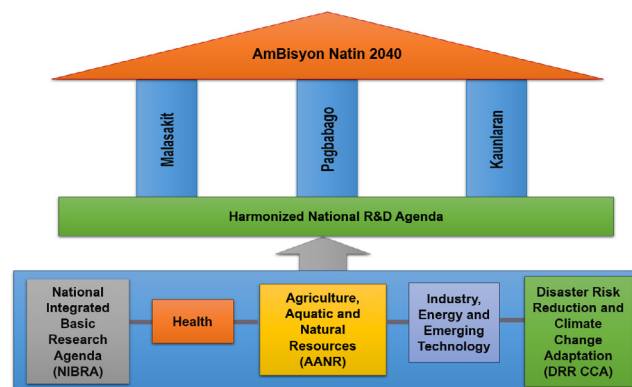 AmBisyon Natin 2040
Malasakit
Pagbabago
Kaunlaran
Harmonized National R&D Agenda
National
Integrated
Basic
Research
Agenda
(NIBRA)
Health
Agriculture,
Aquatic and
Natural
Resources
(AANR)
Industry,
Energy and
Emerging
Technology
Disaster Risk
Reduction and
Climate
Change
Adaptation
(DRR CCA)